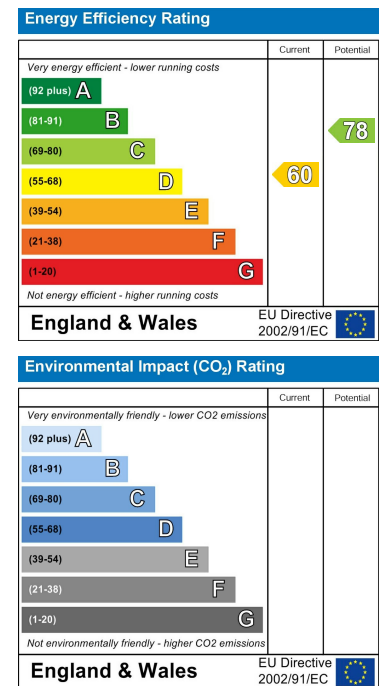 Energy Efficiency Rating
Current Potential
Very energy efficient - lower running costs
(92 plus) A
(81-91) B
78
(69-80) C
(55-68) D
60
(39-54) E
(21-38) F
(1-20) G
Not energy efficient - higher running costs
England & Wales
EU Directive
2002/91/EC
Environmental Impact (CO₂) Rating
Current Potential
Very environmentally friendly - lower CO2 emissions
(92 plus) A
(81-91) B
(69-80) C
(55-68) D
(39-54) E
(21-38) F
(1-20) G
Not environmentally friendly - higher CO2 emissions
England & Wales
EU Directive
2002/91/EC